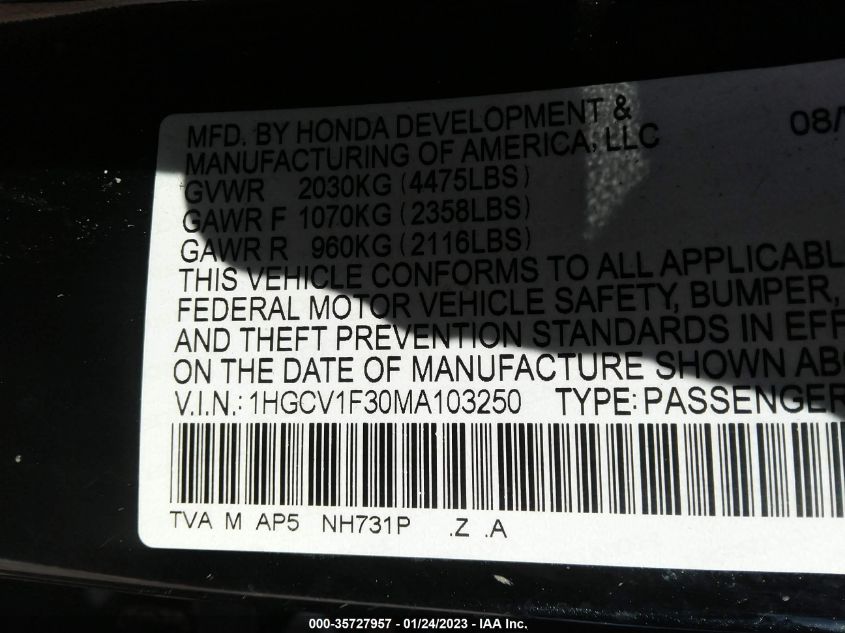 MFD. BY HONDA DEVELOPMENT & 08/
MANUFACTURING OF AMERICA, LLC
GVWR 2030KG (4475LBS)
GAWR F 1070KG (2358LBS)
GAWR R 960KG (2116LBS)
THIS VEHICLE CONFORMS TO ALL APPLICABL
FEDERAL MOTOR VEHICLE SAFETY, BUMPER,
AND THEFT PREVENTION STANDARDS IN EFF
ON THE DATE OF MANUFACTURE SHOWN ABO
V.I.N.: 1HGCV1F30MA103250 TYPE: PASSENGER
TVA M AP5 NH731P .Z .A
000-35727957 - 01/24/2023 - IAA Inc.